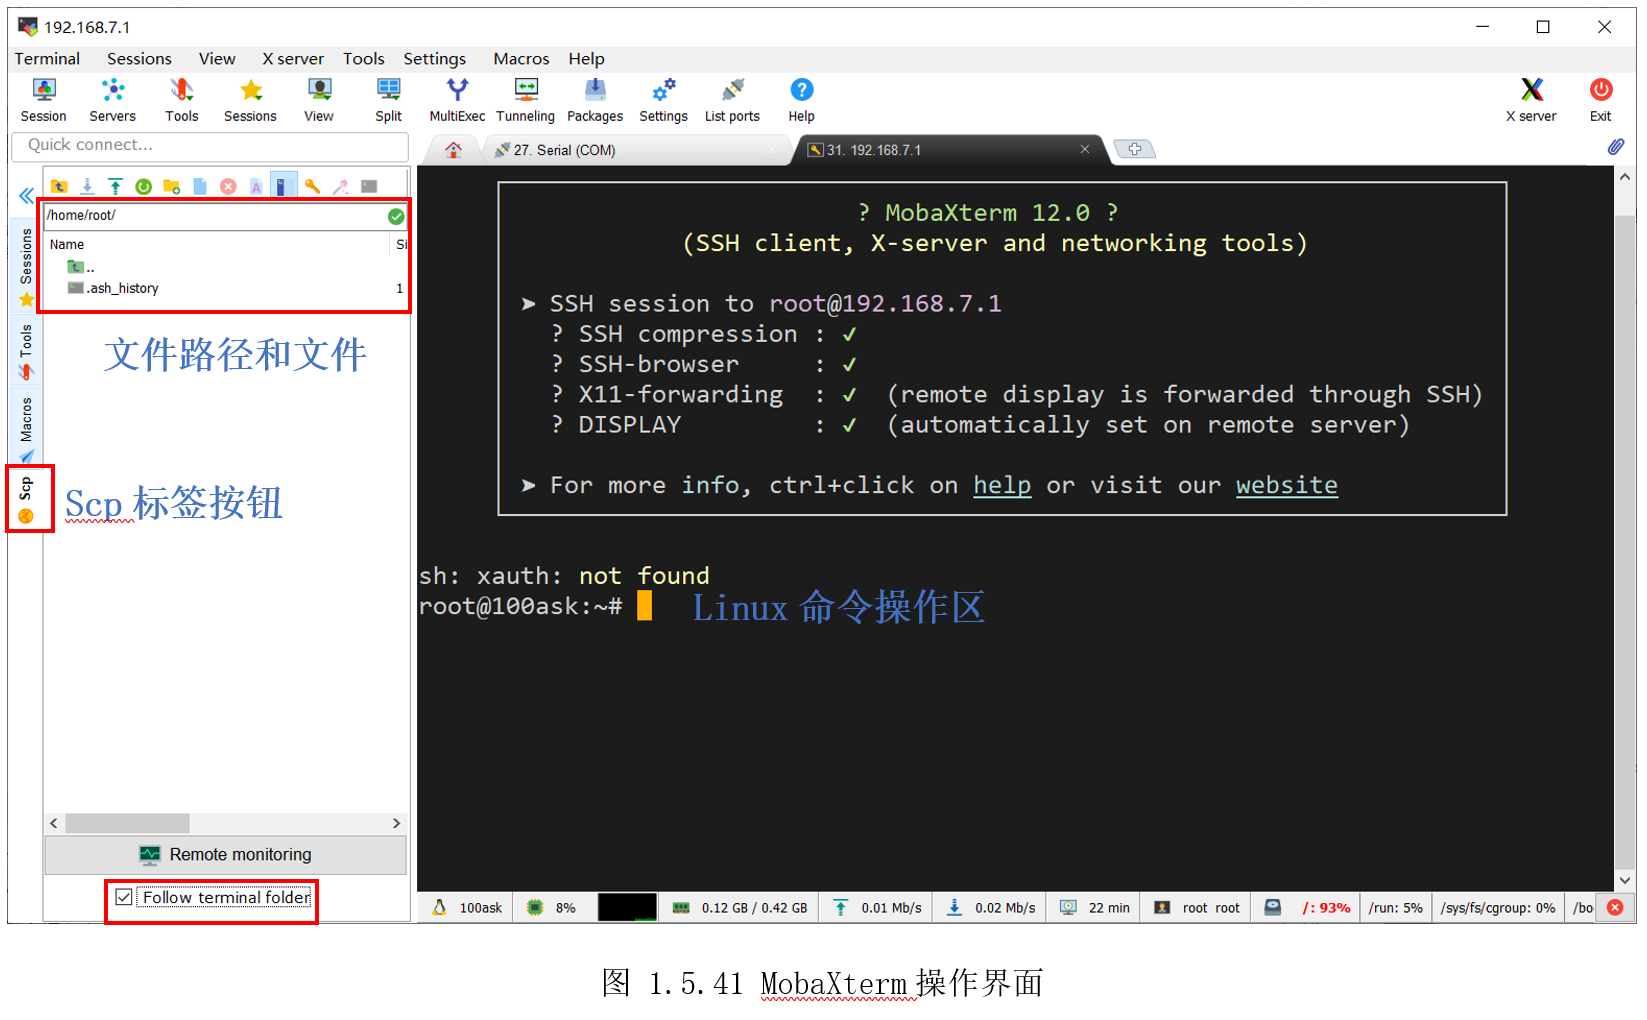 192.168.7.1
Terminal Sessions View X server Tools Settings Macros Help
Session Servers Tools Sessions View Split MultiExec Tunneling Packages Settings List ports Help X server Exit
Quick connect...
27. Serial (COM)
31. 192.168.7.1
/home/root/
Name Si
..
.ash_history 1
文件路径和文件
Sessions
Tools
Macros
Scp
Scp 标签按钮
? MobaXterm 12.0 ?
(SSH client, X-server and networking tools)
➤ SSH session to root@192.168.7.1
? SSH compression : ✓
? SSH-browser : ✓
? X11-forwarding : ✓ (remote display is forwarded through SSH)
? DISPLAY : ✓ (automatically set on remote server)
➤ For more info, ctrl+click on help or visit our website
sh: xauth: not found
root@100ask:~#
Linux 命令操作区
Remote monitoring
Follow terminal folder
100ask 8% 0.12 GB / 0.42 GB 0.01 Mb/s 0.02 Mb/s 22 min root root /: 93% /run: 5% /sys/fs/cgroup: 0% /bo
图 1.5.41 MobaXterm 操作界面